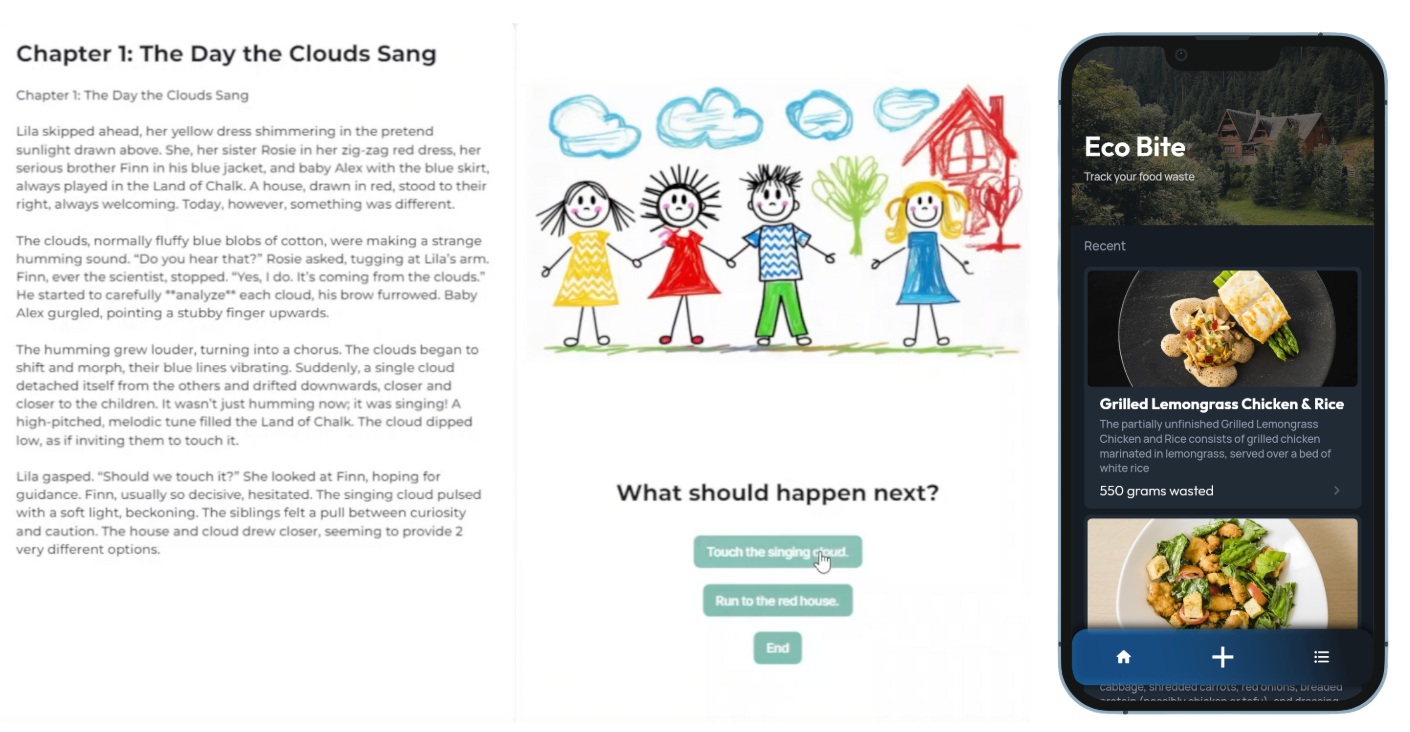 Chapter 1: The Day the Clouds Sang
Chapter 1: The Day the Clouds Sang
Lila skipped ahead, her yellow dress shimmering in the pretend
sunlight drawn above. She, her sister Rosie in her zig-zag red dress, her
serious brother Finn in his blue jacket, and baby Alex with the blue skirt,
always played in the Land of Chalk. A house, drawn in red, stood to their
right, always welcoming. Today, however, something was different.
The clouds, normally fluffy blue blobs of cotton, were making a strange
humming sound. “Do you hear that?” Rosie asked, tugging at Lila’s arm.
Finn, ever the scientist, stopped. “Yes, I do. It’s coming from the clouds.”
He started to carefully **analyze** each cloud, his brow furrowed. Baby
Alex gurgled, pointing a stubby finger upwards.
The humming grew louder, turning into a chorus. The clouds began to
shift and morph, their blue lines vibrating. Suddenly, a single cloud
detached itself from the others and drifted downwards, closer and
closer to the children. It wasn’t just humming now; it was singing! A
high-pitched, melodic tune filled the Land of Chalk. The cloud dipped
low, as if inviting them to touch it.
Lila gasped. “Should we touch it?” She looked at Finn, hoping for
guidance. Finn, usually so decisive, hesitated. The singing cloud pulsed
with a soft light, beckoning. The siblings felt a pull between curiosity
and caution. The house and cloud drew closer, seeming to provide 2
very different options.
What should happen next?
Touch the singing cloud.
Run to the red house.
End
Eco Bite
Track your food waste
Recent
Grilled Lemongrass Chicken & Rice
The partially unfinished Grilled Lemongrass
Chicken and Rice consists of grilled chicken
marinated in lemongrass, served over a bed of
white rice
550 grams wasted
cabbage, shredded carrots, red onions, breaded
protein (possibly chicken or tofu), and dressing